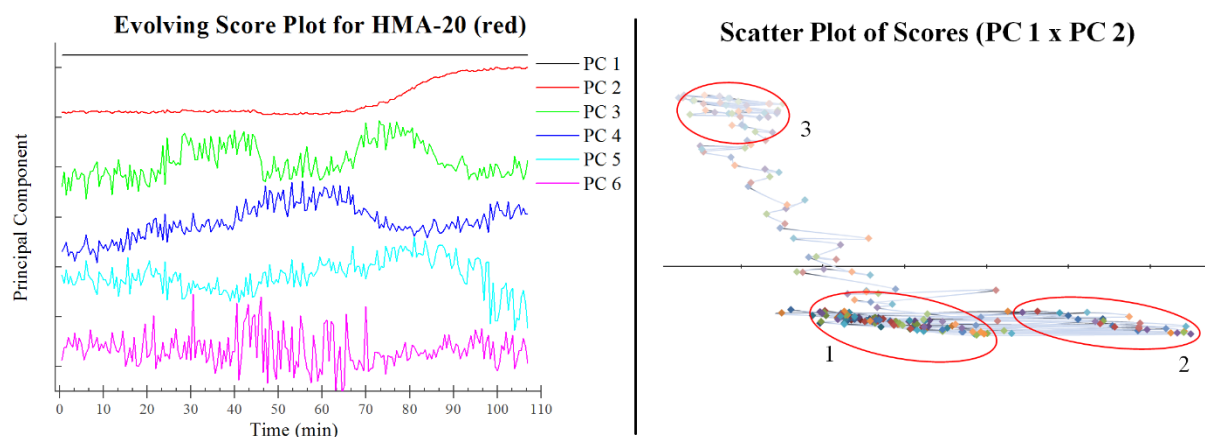 Evolving Score Plot for HMA-20 (red)
Principal Component
PC 1
PC 2
PC 3
PC 4
PC 5
PC 6
0 10 20 30 40 50 60 70 80 90 100 110
Time (min)
Scatter Plot of Scores (PC 1 x PC 2)
3
1
2